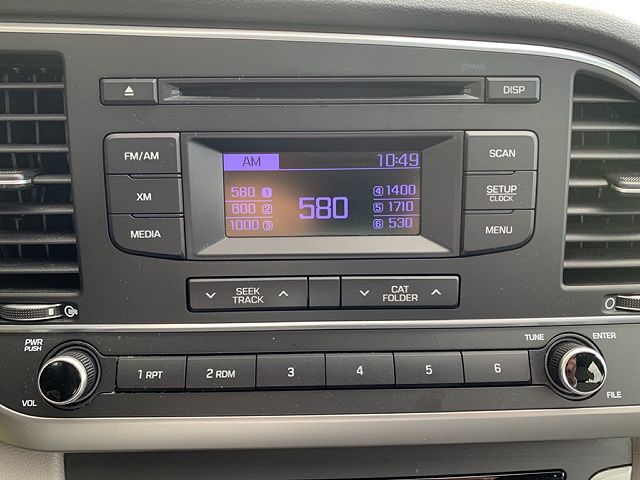 DISP
FM/AM
XM
MEDIA
AM 10:49
580 1
600 2
1000 3
580
4 1400
5 1710
6 530
SCAN
SETUP
CLOCK
MENU
SEEK
TRACK
CAT
FOLDER
PWR
PUSH
VOL
1 RPT
2 RDM
3
4
5
6
TUNE
ENTER
FILE